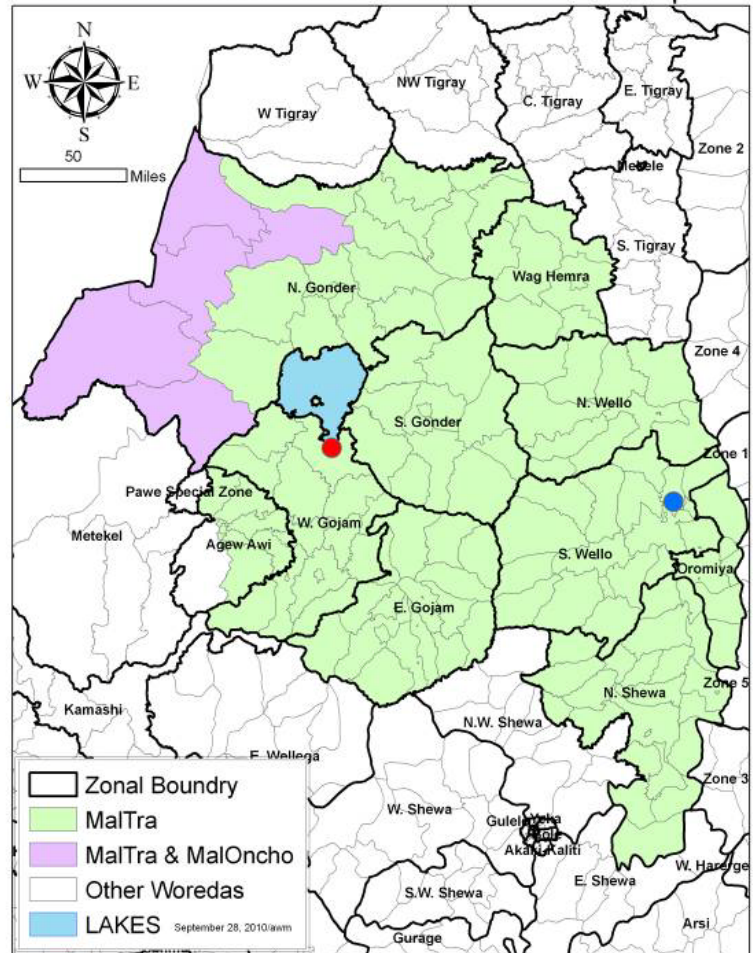 N
W E
S
50
Miles
W Tigray
NW Tigray
C. Tigray
E. Tigray
Zone 2
Mekele
S. Tigray
Wag Hemra
N. Gonder
Zone 4
N. Wello
S. Gonder
Zone 1
Pawe Special Zone
W. Gojam
Metekel
Agew Awi
S. Wello
Oromiya
E. Gojam
N. Shewa
Zone 5
Kamashi
N.W. Shewa
E. Wellega
Zone 3
W. Shewa
Yeka
Akaki-Kaliti
W. Harerge
E. Shewa
S.W. Shewa
Arsi
Gurage
Zonal Boundry
MalTra
MalTra & MalOncho
Other Woredas
LAKES September 28, 2010/awm